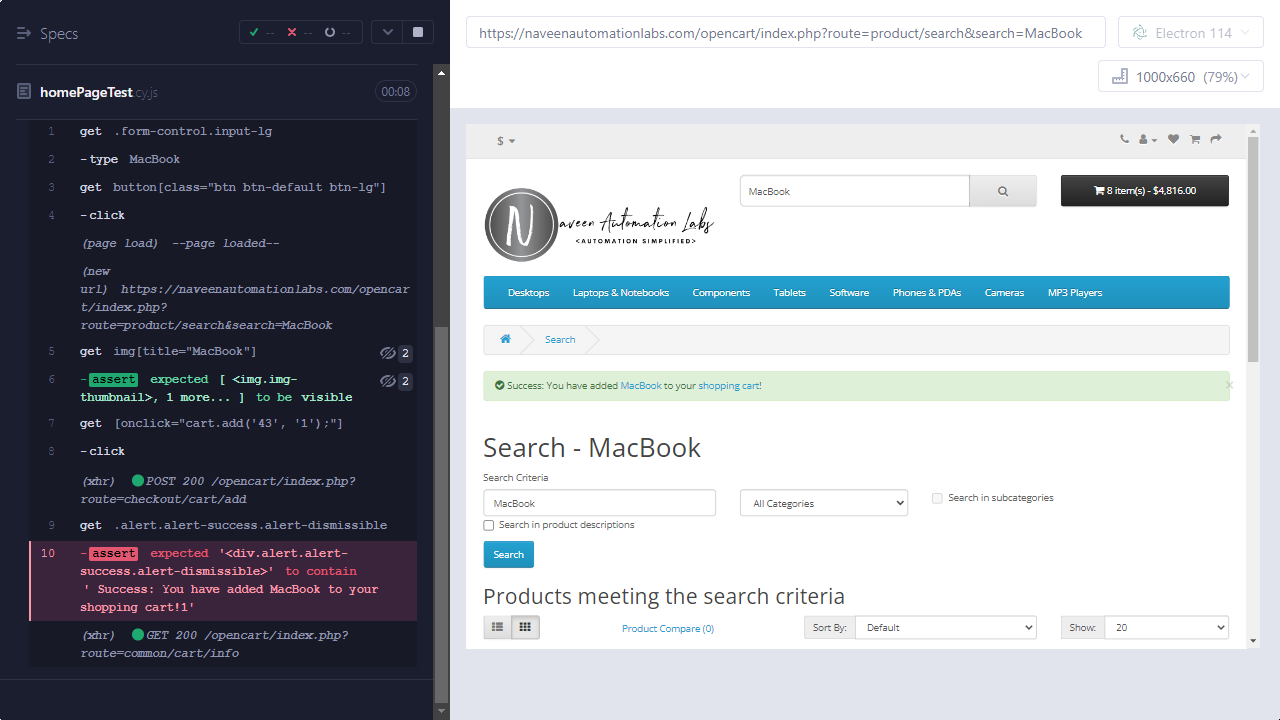 Specs
-- -- --
homePageTest.cy.js
00:08
1 get .form-control.input-lg
2 -type MacBook
3 get button[class="btn btn-default btn-lg"]
4 -click
(page load) --page loaded--
(new
url) https://naveenautomationlabs.com/opencar
t/index.php?
route=product/search&search=MacBook
5 get img[title="MacBook"] 2
6 -assert expected [ <img.img-
thumbnail>, 1 more... ] to be visible 2
7 get [onclick="cart.add('43', '1');"]
8 -click
(xhr) POST 200 /opencart/index.php?
route=checkout/cart/add
9 get .alert.alert-success.alert-dismissible
10 -assert expected '<div.alert.alert-
success.alert-dismissible>' to contain
' Success: You have added MacBook to your
shopping cart!1'
(xhr) GET 200 /opencart/index.php?
route=common/cart/info
https://naveenautomationlabs.com/opencart/index.php?route=product/search&search=MacBook
Electron 114
1000x660 (79%)
$
N
Naveen Automation Labs
<AUTOMATION SIMPLIFIED>
MacBook
8 item(s) - $4,816.00
Desktops Laptops & Notebooks Components Tablets Software Phones & PDAs Cameras MP3 Players
Search
Success: You have added MacBook to your shopping cart!
×
Search - MacBook
Search Criteria
MacBook All Categories Search in subcategories
Search in product descriptions
Search
Products meeting the search criteria
Product Compare (0) Sort By: Default Show: 20